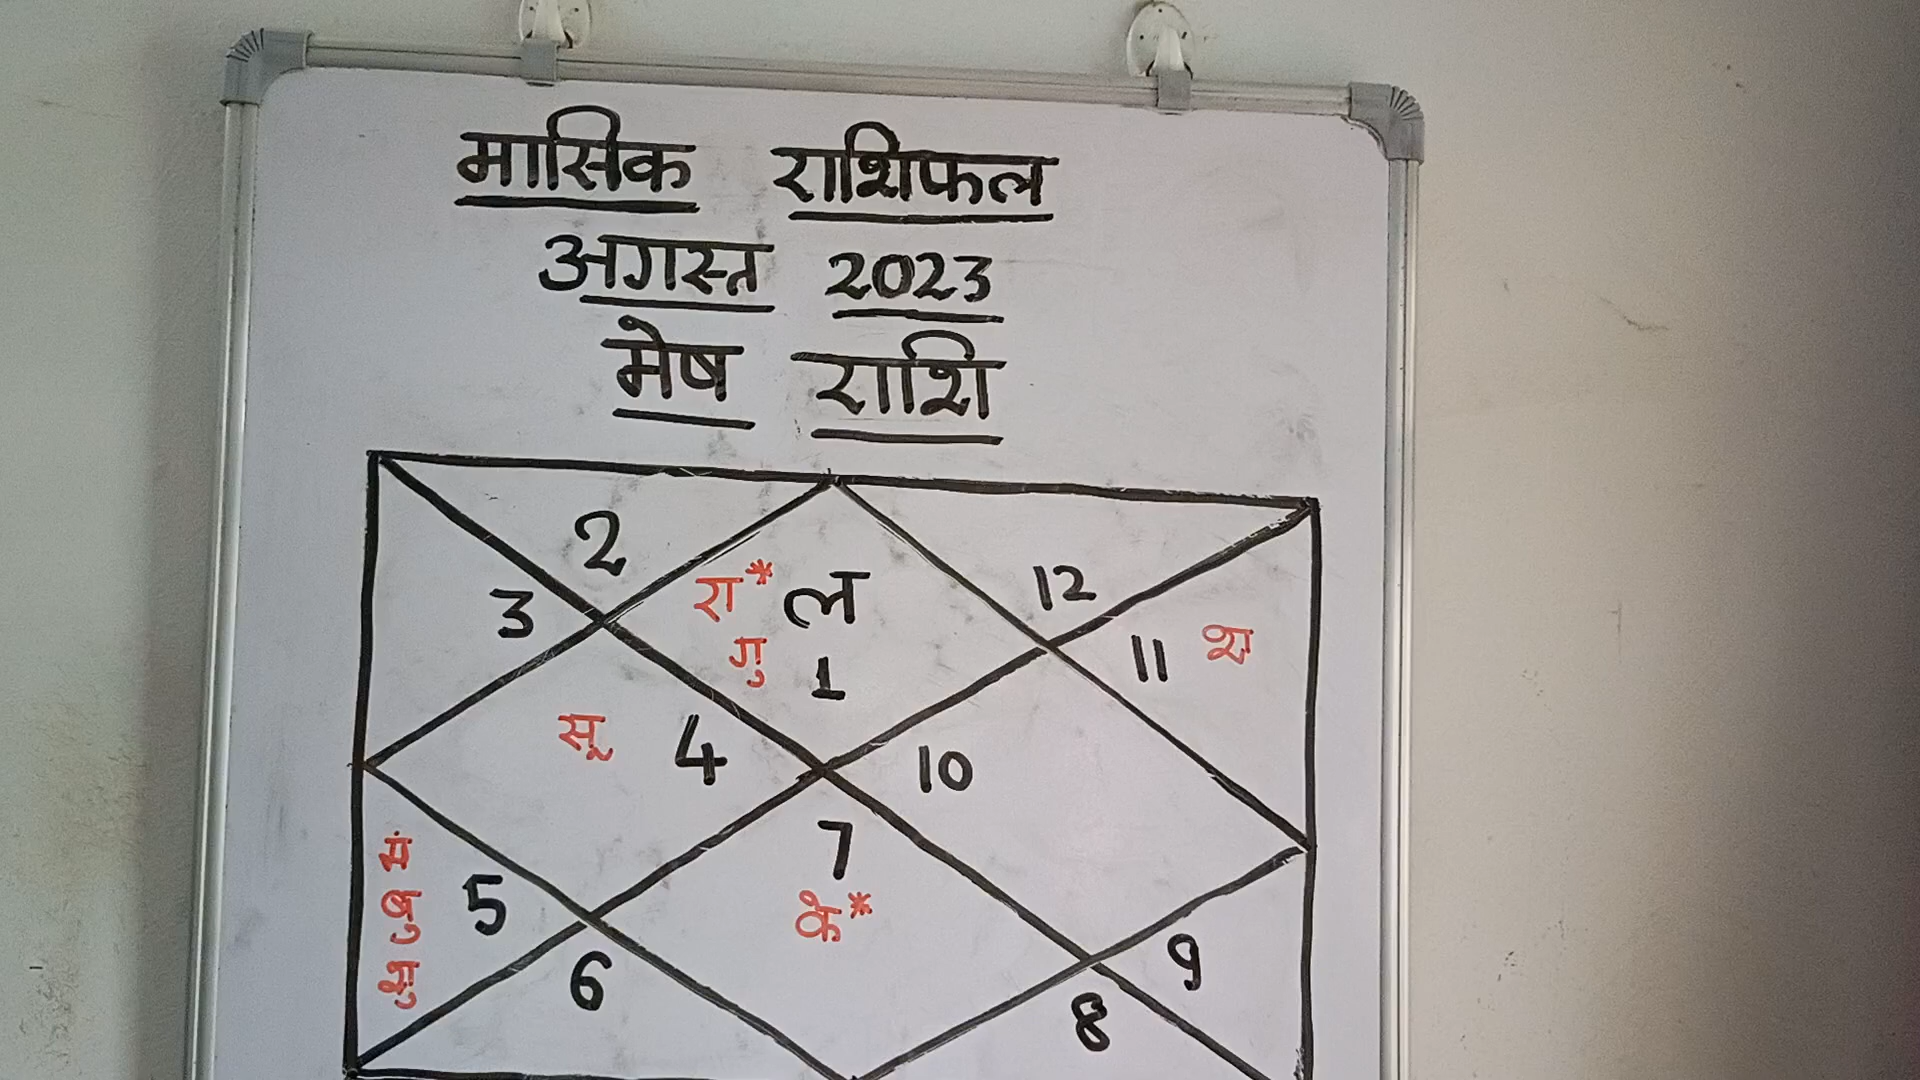 मासिक राशिफल
अगस्त 2023
मेष राशि
2
रा* ल
12
3
गु 1
11 श
सू 4
10
मं
बु 5
शु
7
के*
6
9
8